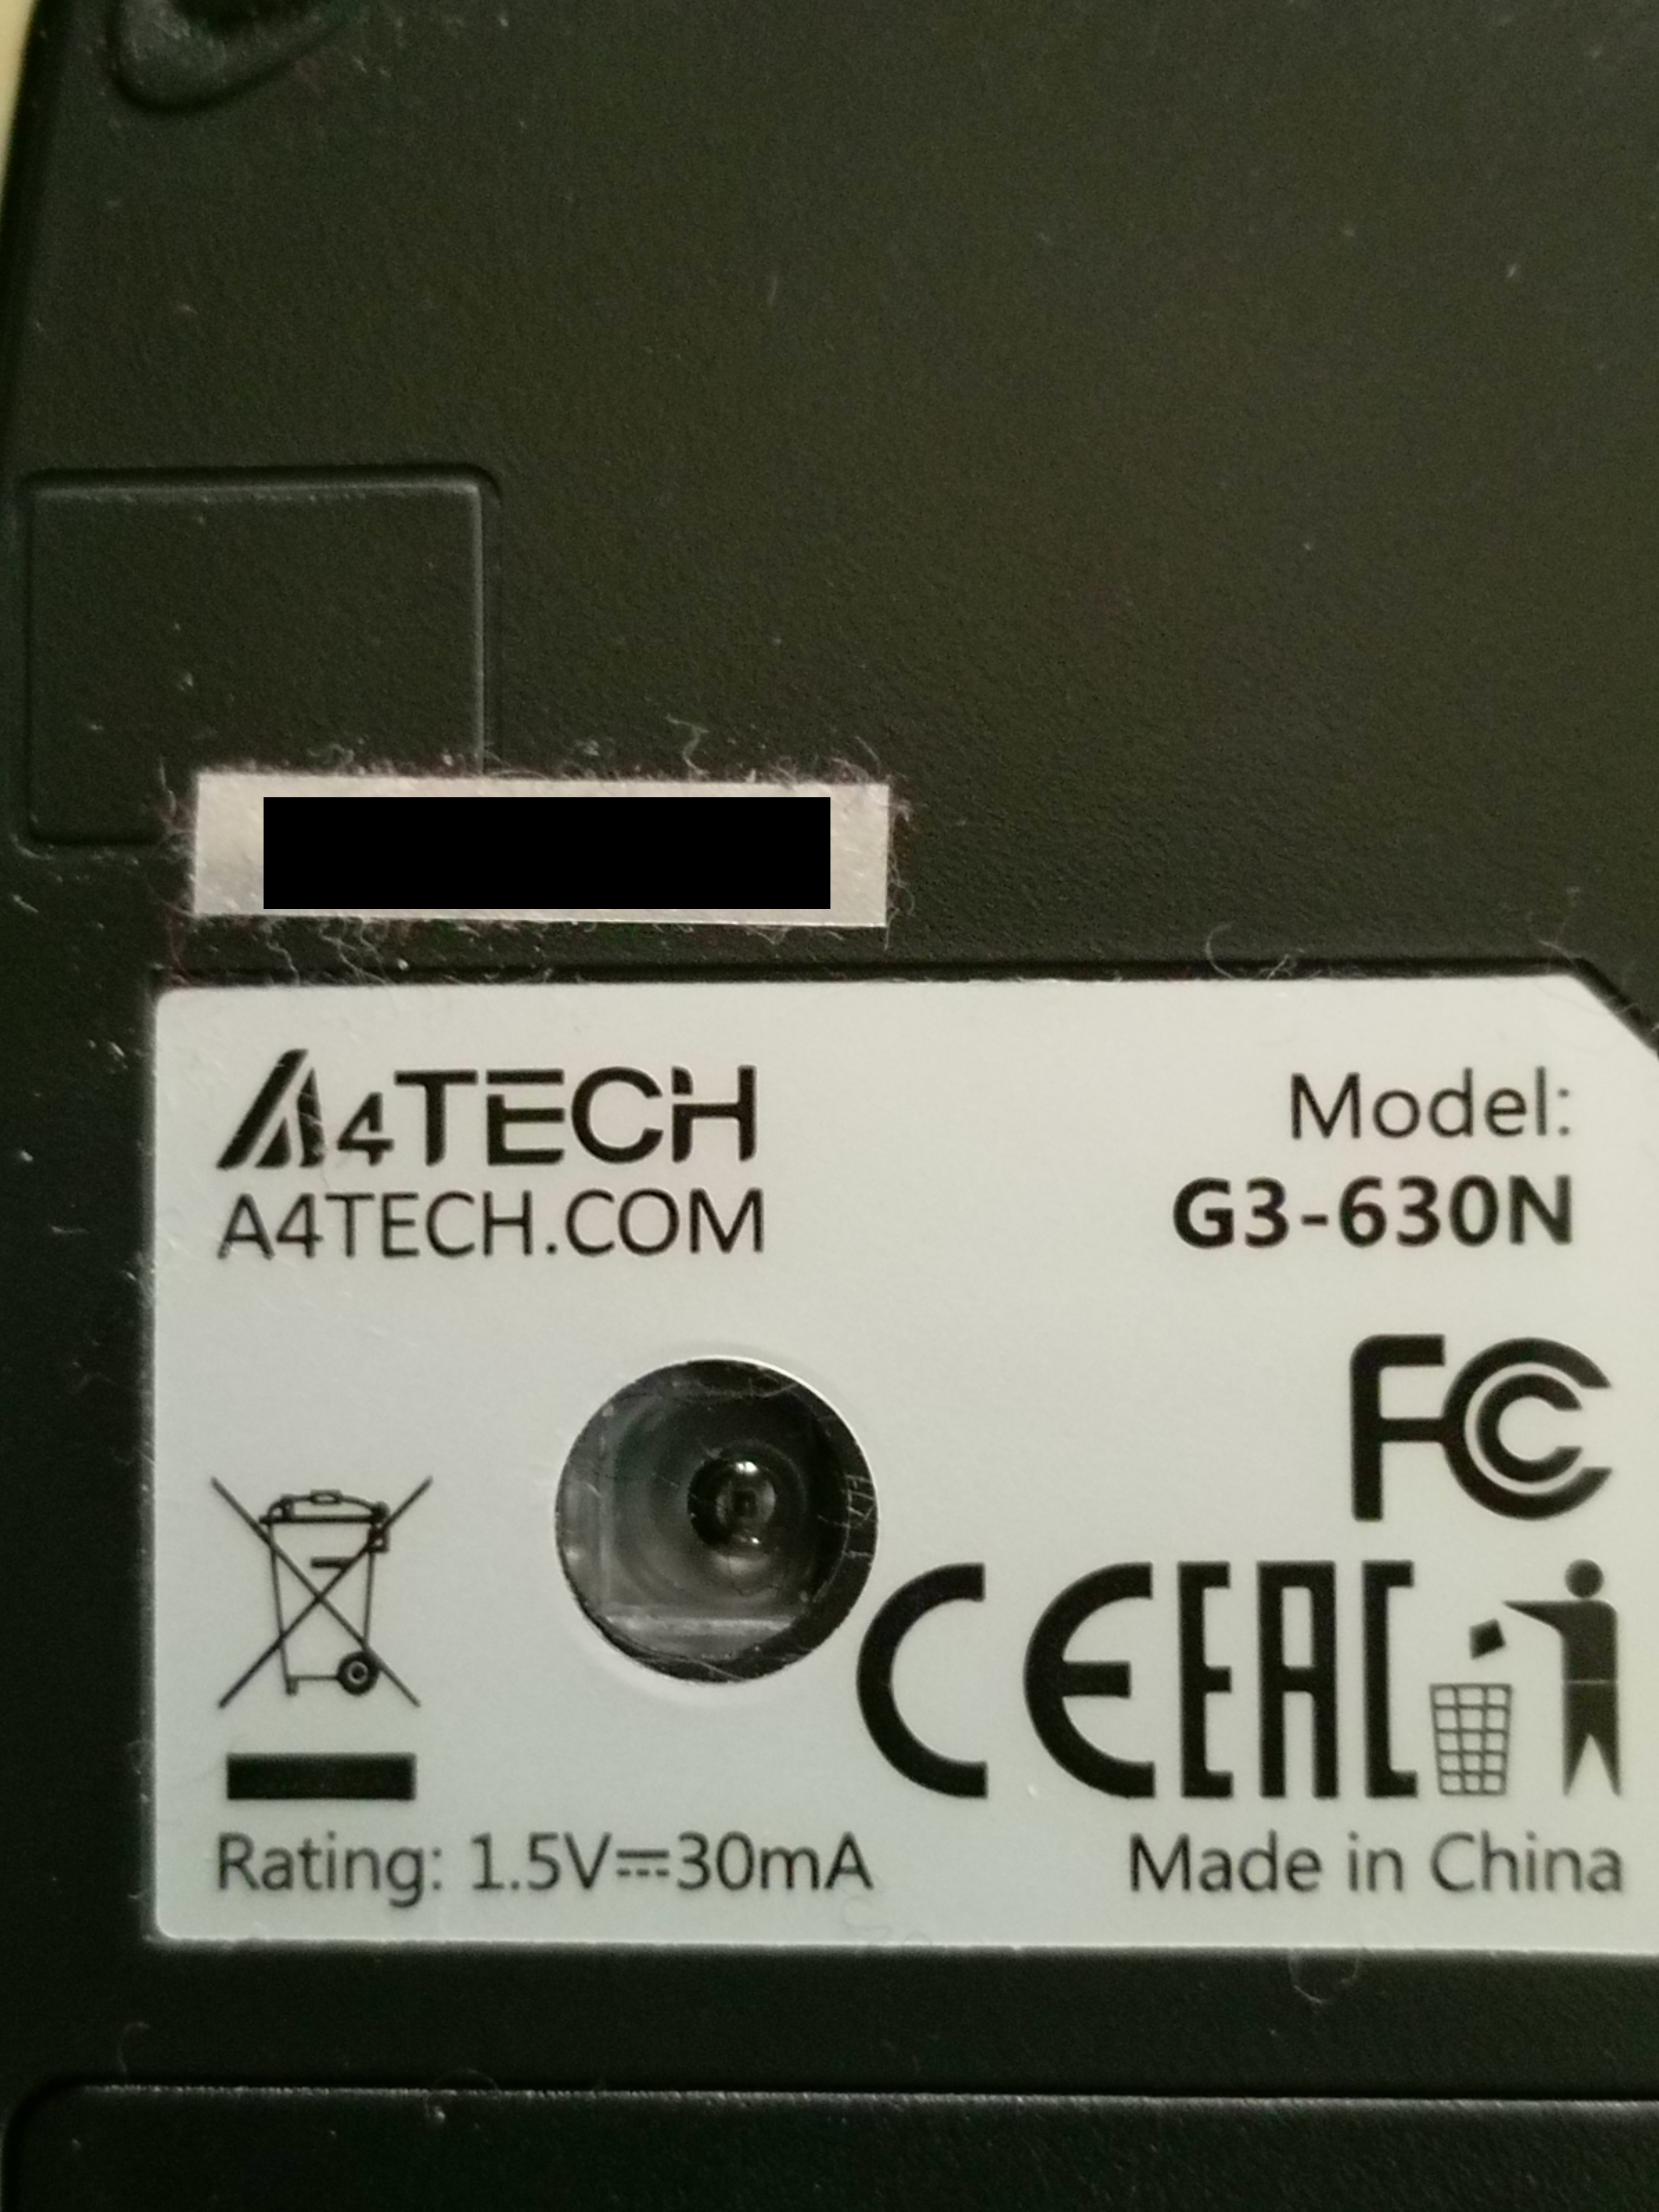 A4TECH
A4TECH.COM
Model:
G3-630N
FC
CE EAC
Rating: 1.5V⎓30mA
Made in China